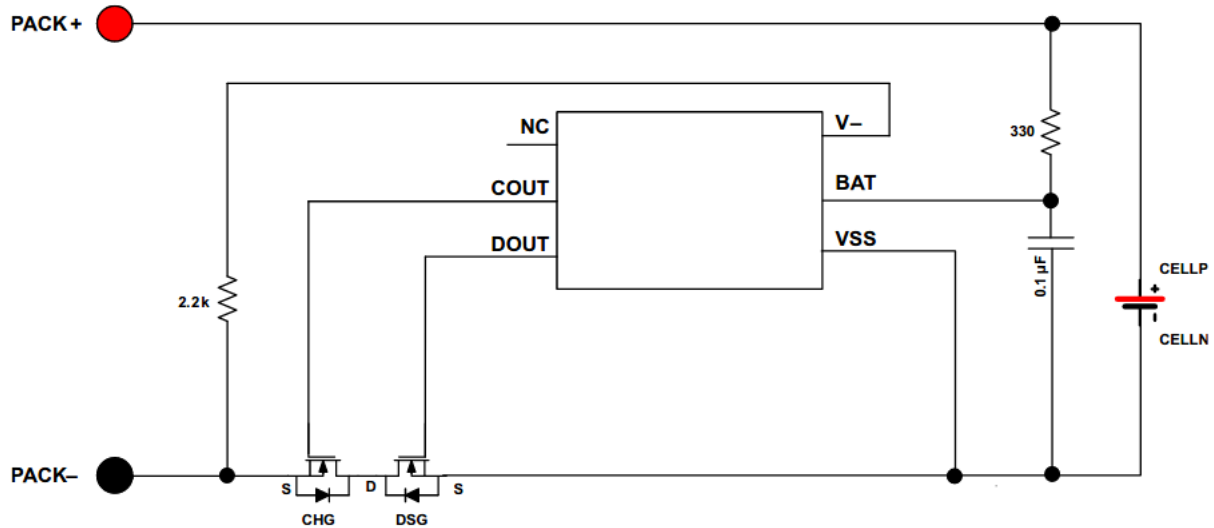 PACK+
NC
V–
330
COUT
BAT
DOUT
VSS
0.1 µF
CELLP
+
2.2k
-
CELLN
PACK–
S
D
S
CHG
DSG